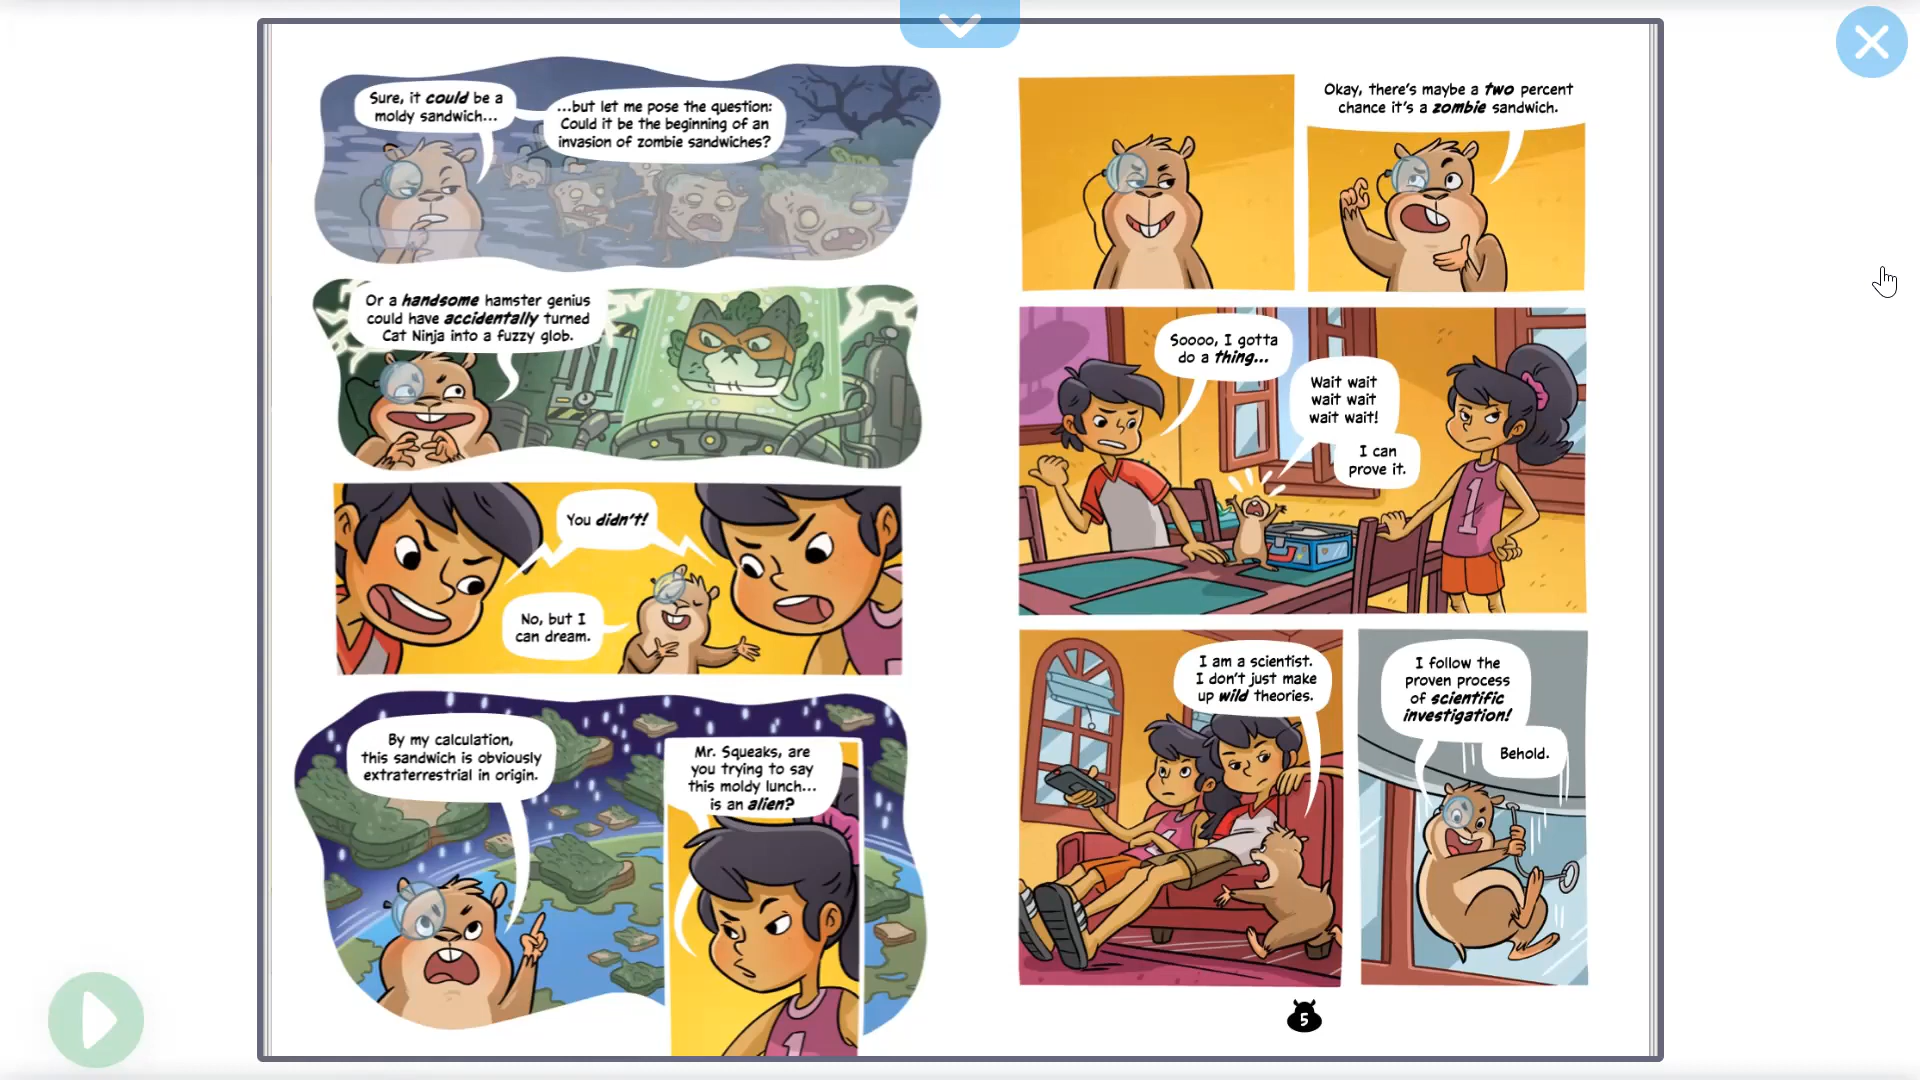 Sure, it could be a
moldy sandwich...
...but let me pose the question:
Could it be the beginning of an
invasion of zombie sandwiches?
Or a handsome hamster genius
could have accidentally turned
Cat Ninja into a fuzzy glob.
You didn't!
No, but I
can dream.
By my calculation,
this sandwich is obviously
extraterrestrial in origin.
Mr. Squeaks, are
you trying to say
this moldy lunch...
is an alien?
1
Okay, there's maybe a two percent
chance it's a zombie sandwich.
Soooo, I gotta
do a thing...
Wait wait
wait wait
wait wait!
I can
prove it.
1
I am a scientist.
I don't just make
up wild theories.
I follow the
proven process
of scientific
investigation!
Behold.
5